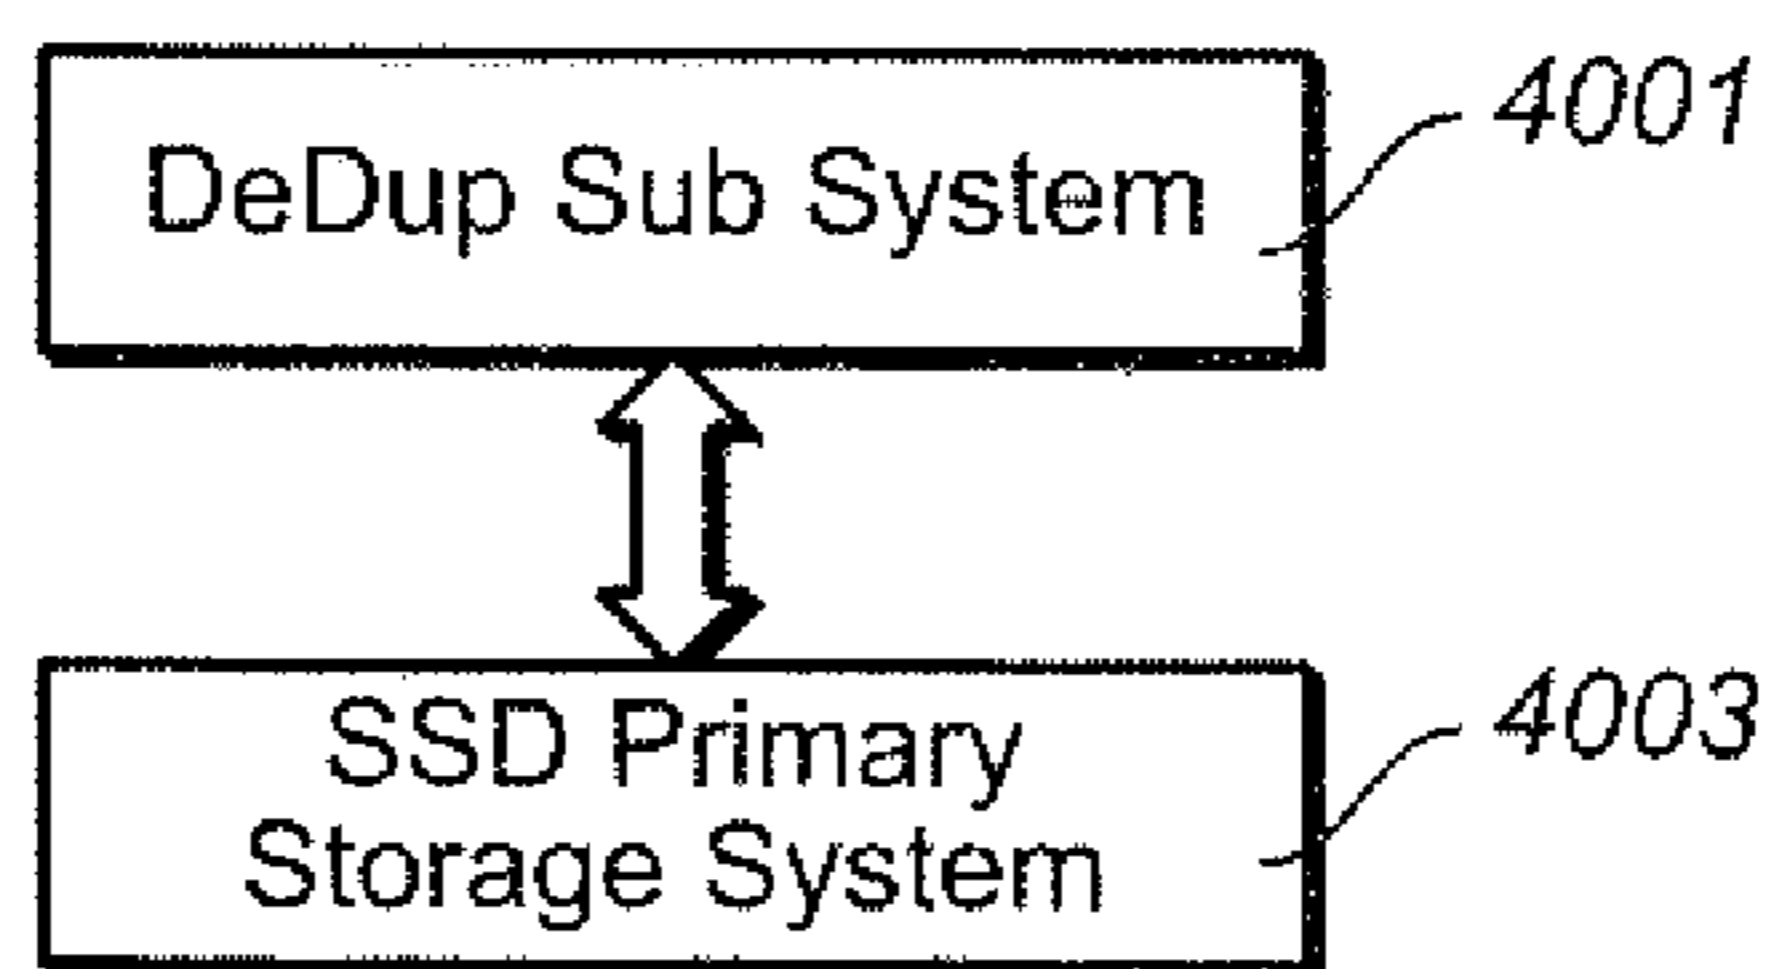 DeDup Sub System
4001
SSD Primary
Storage System
4003